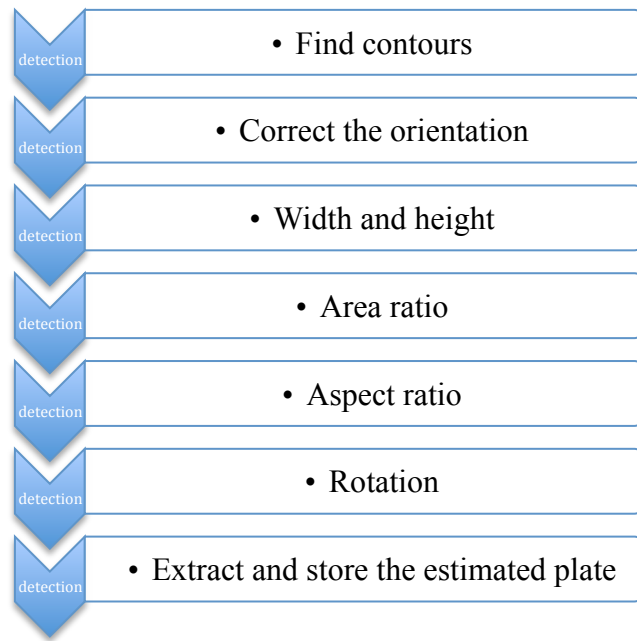 detection
• Find contours
detection
• Correct the orientation
detection
• Width and height
detection
• Area ratio
detection
• Aspect ratio
detection
• Rotation
detection
• Extract and store the estimated plate